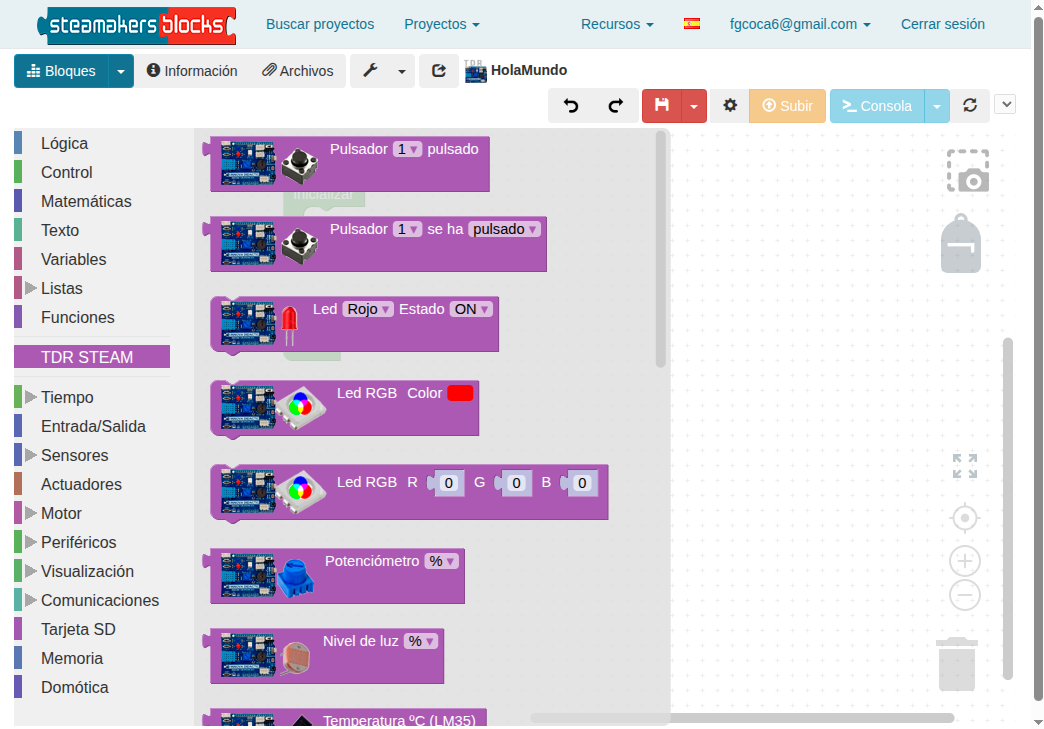 steamakers blocks
Buscar proyectos
Proyectos
Recursos
fgcoca6@gmail.com
Cerrar sesión
Bloques
Información
Archivos
TDR
HolaMundo
Subir
Consola
Lógica
Control
Matemáticas
Texto
Variables
Listas
Funciones
TDR STEAM
Tiempo
Entrada/Salida
Sensores
Actuadores
Motor
Periféricos
Visualización
Comunicaciones
Tarjeta SD
Memoria
Domótica
Inicializar
Pulsador 1 pulsado
Pulsador 1 se ha pulsado
Led Rojo Estado ON
Led RGB Color
Led RGB R 0 G 0 B 0
Potenciómetro %
Nivel de luz %
Temperatura ºC (LM35)